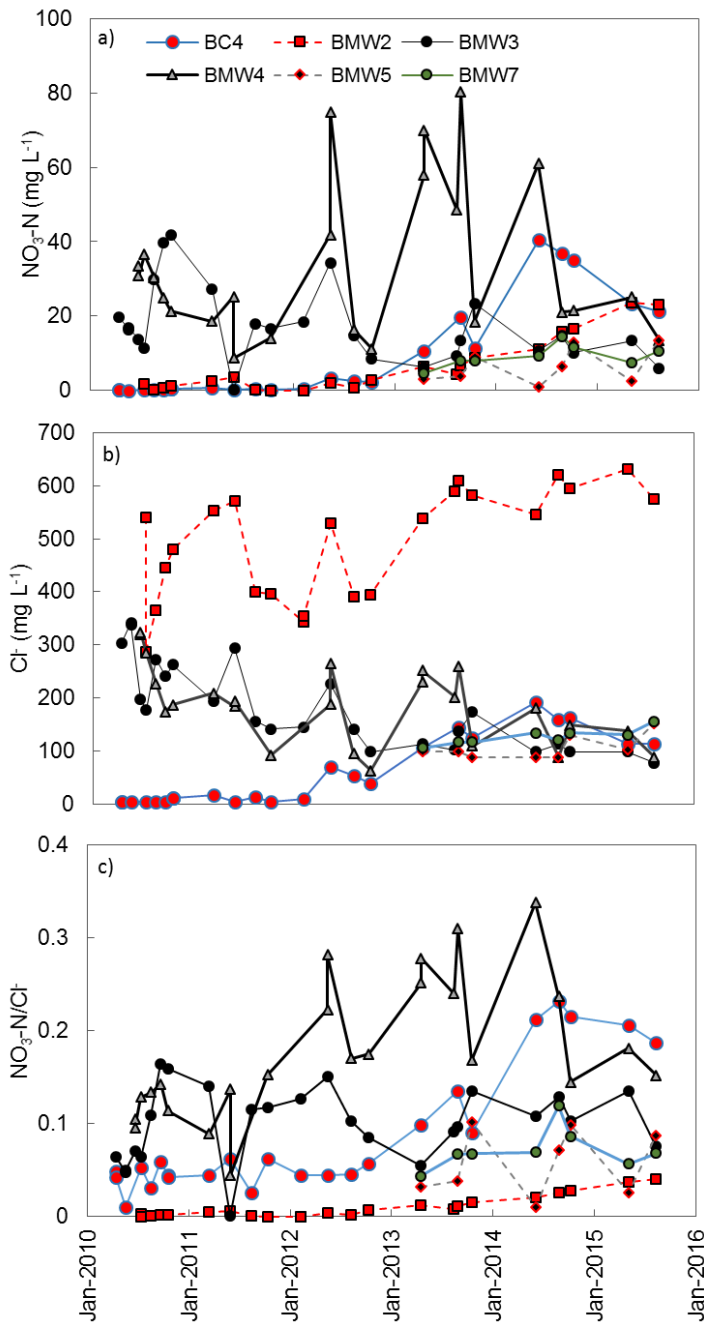 100
a)
BC4 BMW2 BMW3
BMW4 BMW5 BMW7
80
60
40
20
0
NO₃-N (mg L⁻¹)
700
b)
600
500
400
300
200
100
0
Cl⁻ (mg L⁻¹)
0.4
c)
0.3
0.2
0.1
0
NO₃-N/Cl⁻
Jan-2010
Jan-2011
Jan-2012
Jan-2013
Jan-2014
Jan-2015
Jan-2016